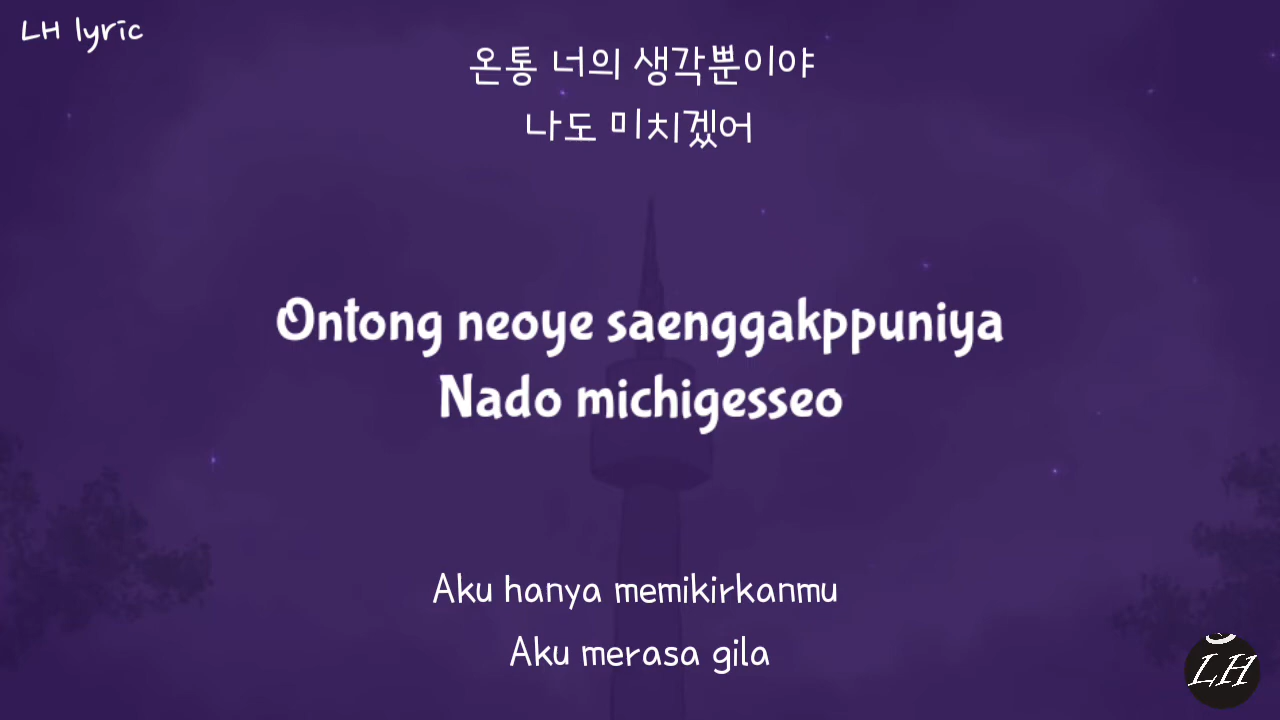 LH lyric
온통 너의 생각뿐이야
나도 미치겠어
Ontong neoye saenggakppuniya
Nado michigesseo
Aku hanya memikirkanmu
Aku merasa gila
LH